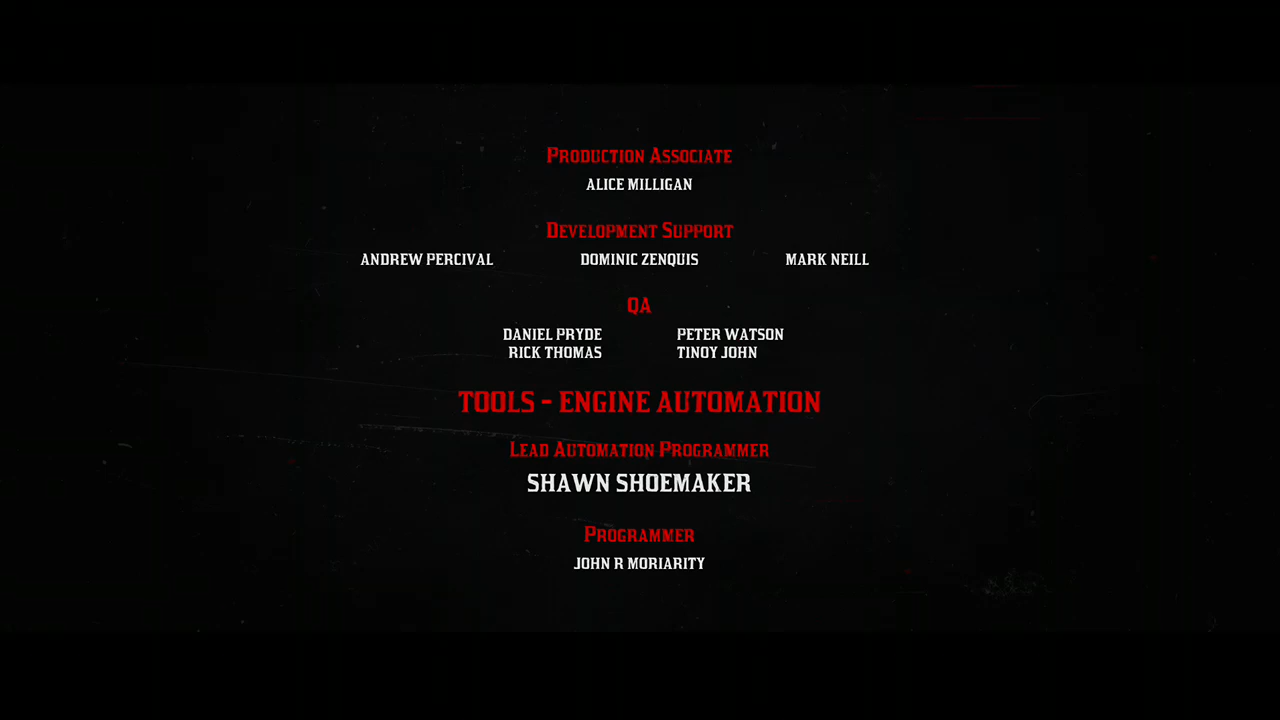 Production Associate
ALICE MILLIGAN
Development Support
ANDREW PERCIVAL DOMINIC ZENQUIS MARK NEILL
QA
DANIEL PRYDE PETER WATSON
RICK THOMAS TINOY JOHN
TOOLS - ENGINE AUTOMATION
Lead Automation Programmer
SHAWN SHOEMAKER
Programmer
JOHN R MORIARITY